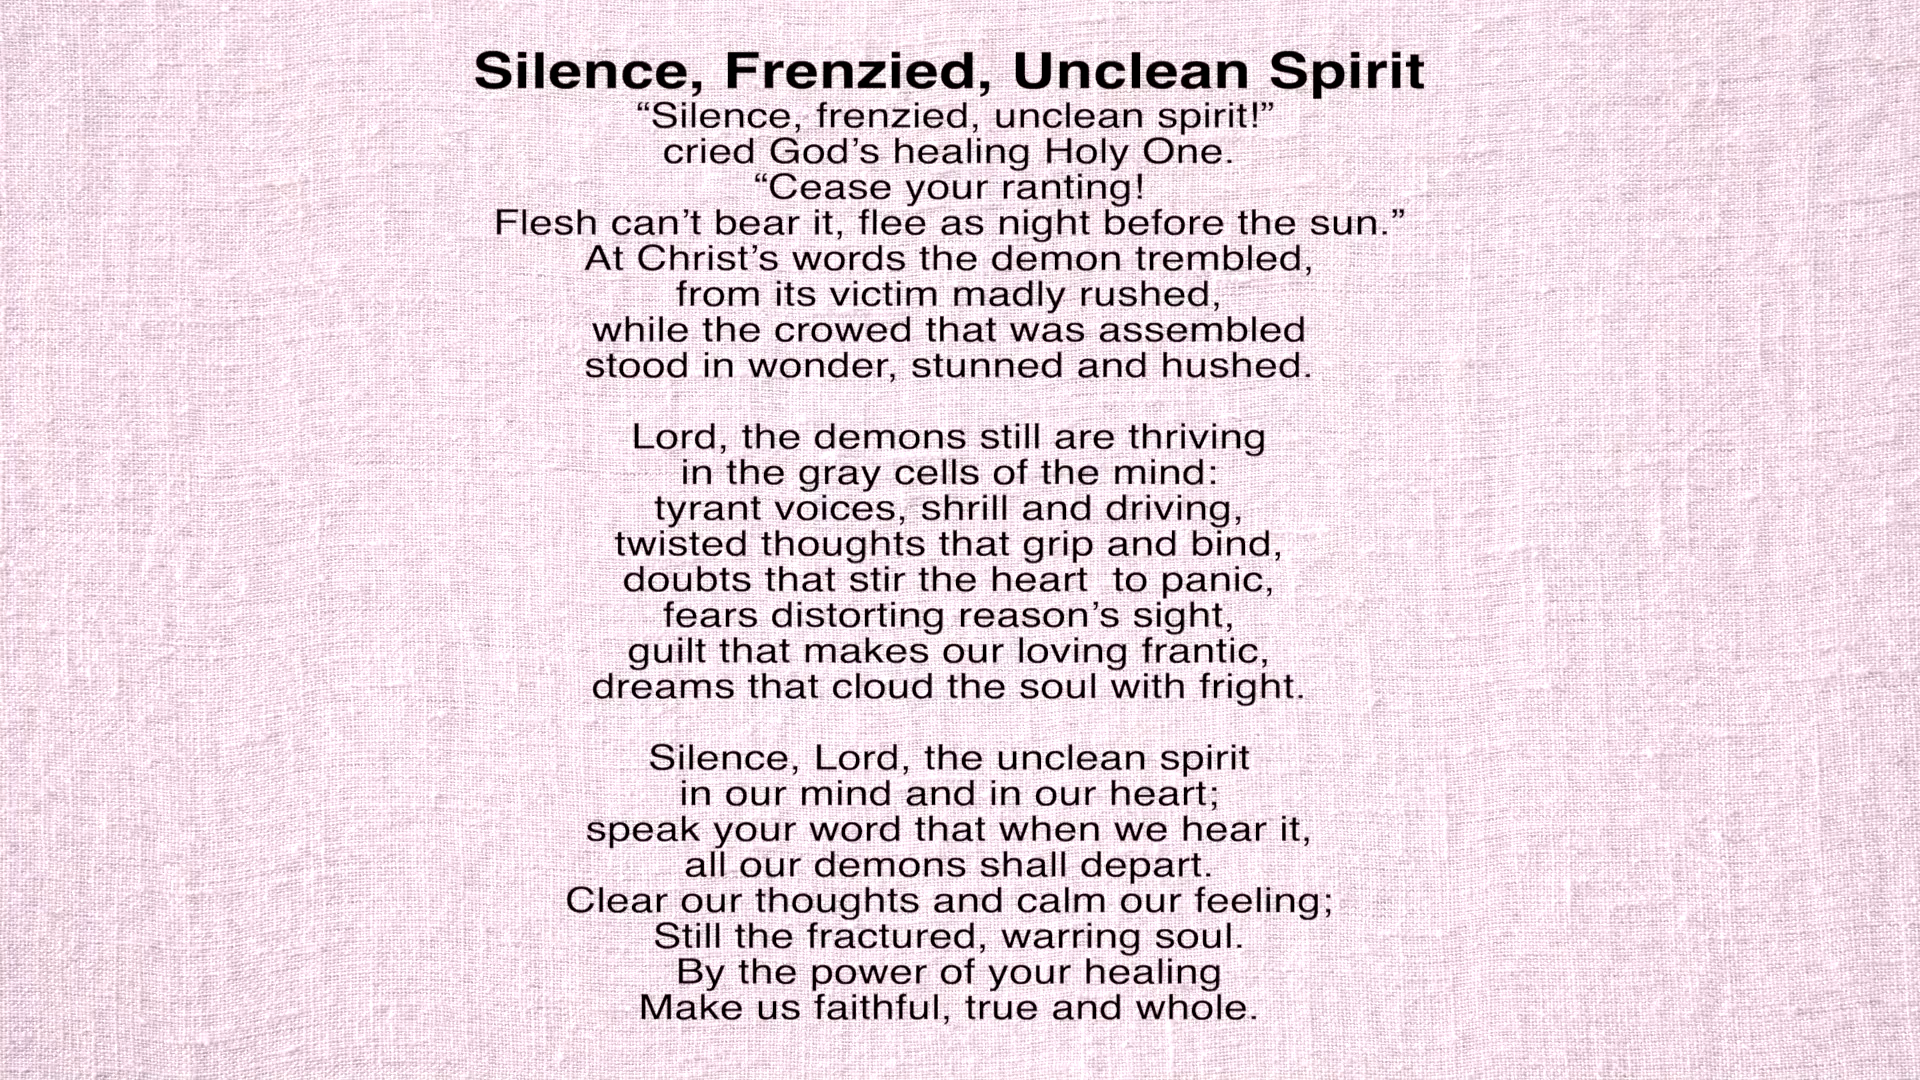 Silence, Frenzied, Unclean Spirit
“Silence, frenzied, unclean spirit!”
cried God’s healing Holy One.
“Cease your ranting!
Flesh can’t bear it, flee as night before the sun.”
At Christ’s words the demon trembled,
from its victim madly rushed,
while the crowed that was assembled
stood in wonder, stunned and hushed.
Lord, the demons still are thriving
in the gray cells of the mind:
tyrant voices, shrill and driving,
twisted thoughts that grip and bind,
doubts that stir the heart  to panic,
fears distorting reason’s sight,
guilt that makes our loving frantic,
dreams that cloud the soul with fright.
Silence, Lord, the unclean spirit
in our mind and in our heart;
speak your word that when we hear it,
all our demons shall depart.
Clear our thoughts and calm our feeling;
Still the fractured, warring soul.
By the power of your healing
Make us faithful, true and whole.